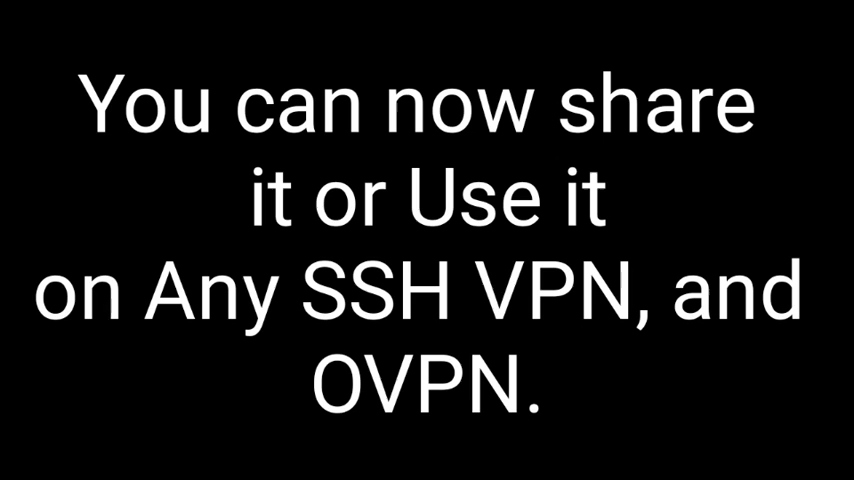 You can now share
it or Use it
on Any SSH VPN, and
OVPN.